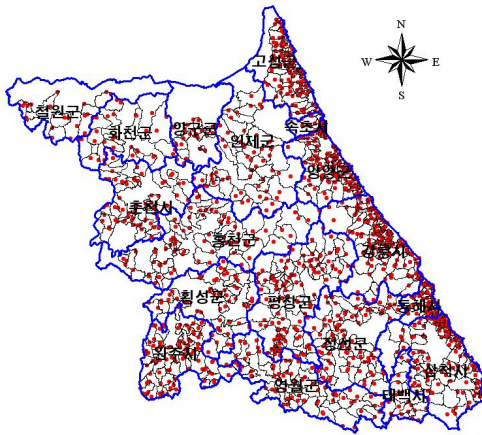 N
W E
S
고성군
철원군
화천군
양구군
인제군
속초시
양양군
춘천시
홍천군
강릉시
횡성군
평창군
동해시
원주시
정선군
영월군
태백시
삼척시